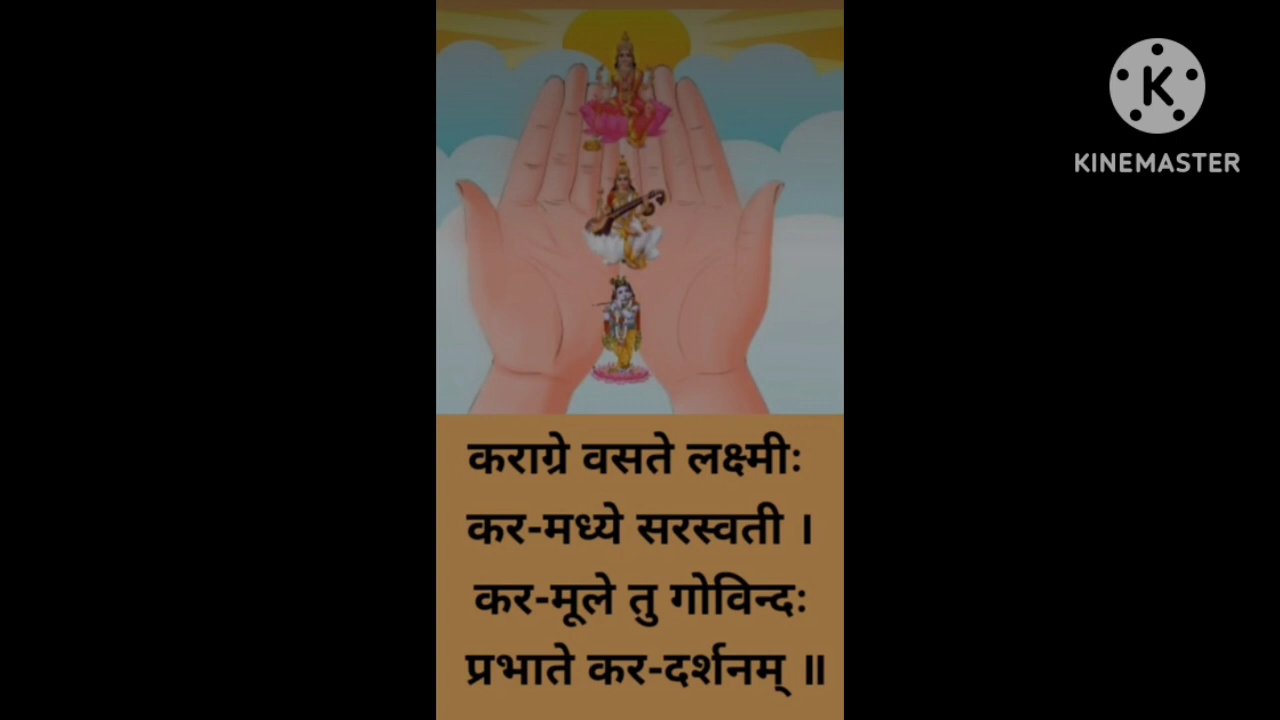 KINEMASTER
कराग्रे वसते लक्ष्मीः
कर-मध्ये सरस्वती ।
कर-मूले तु गोविन्दः
प्रभाते कर-दर्शनम् ॥